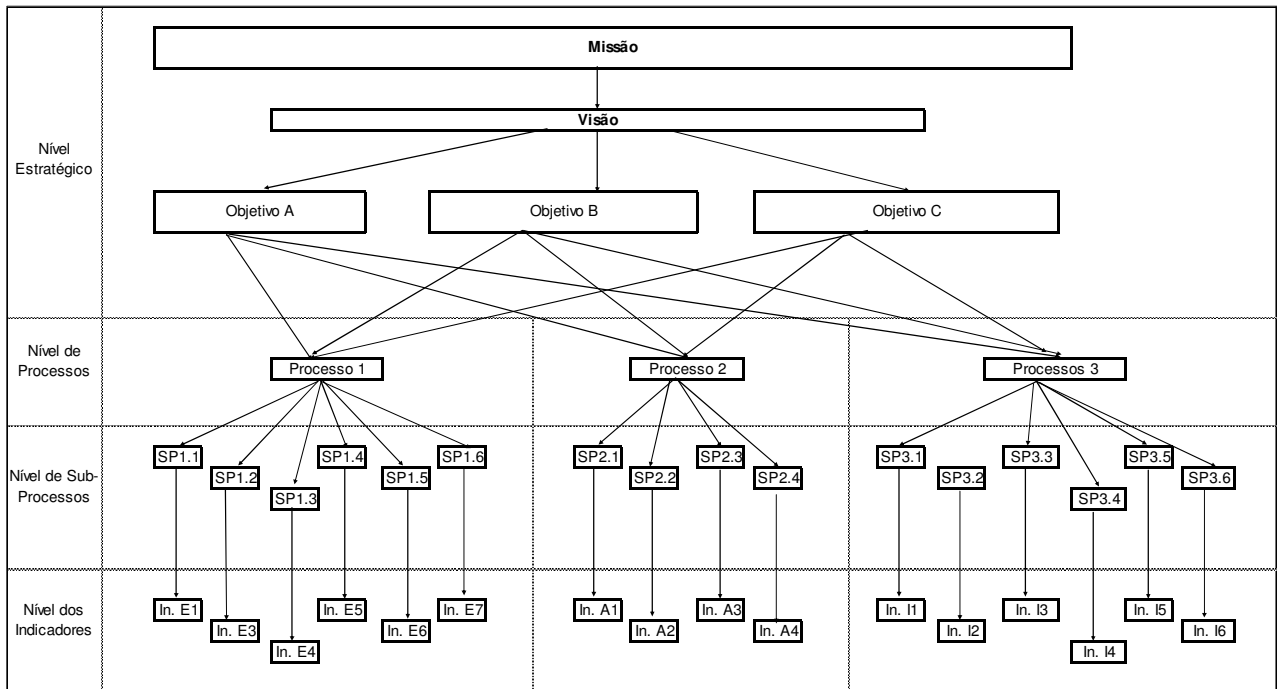 Missão
Visão
Nível
Estratégico
Objetivo A
Objetivo B
Objetivo C
Nível de
Processos
Processo 1
Processo 2
Processos 3
Nível de Sub-
Processos
SP1.1
SP1.2
SP1.3
SP1.4
SP1.5
SP1.6
SP2.1
SP2.2
SP2.3
SP2.4
SP3.1
SP3.2
SP3.3
SP3.4
SP3.5
SP3.6
Nível dos
Indicadores
In. E1
In. E3
In. E4
In. E5
In. E6
In. E7
In. A1
In. A2
In. A3
In. A4
In. I1
In. I2
In. I3
In. I4
In. I5
In. I6